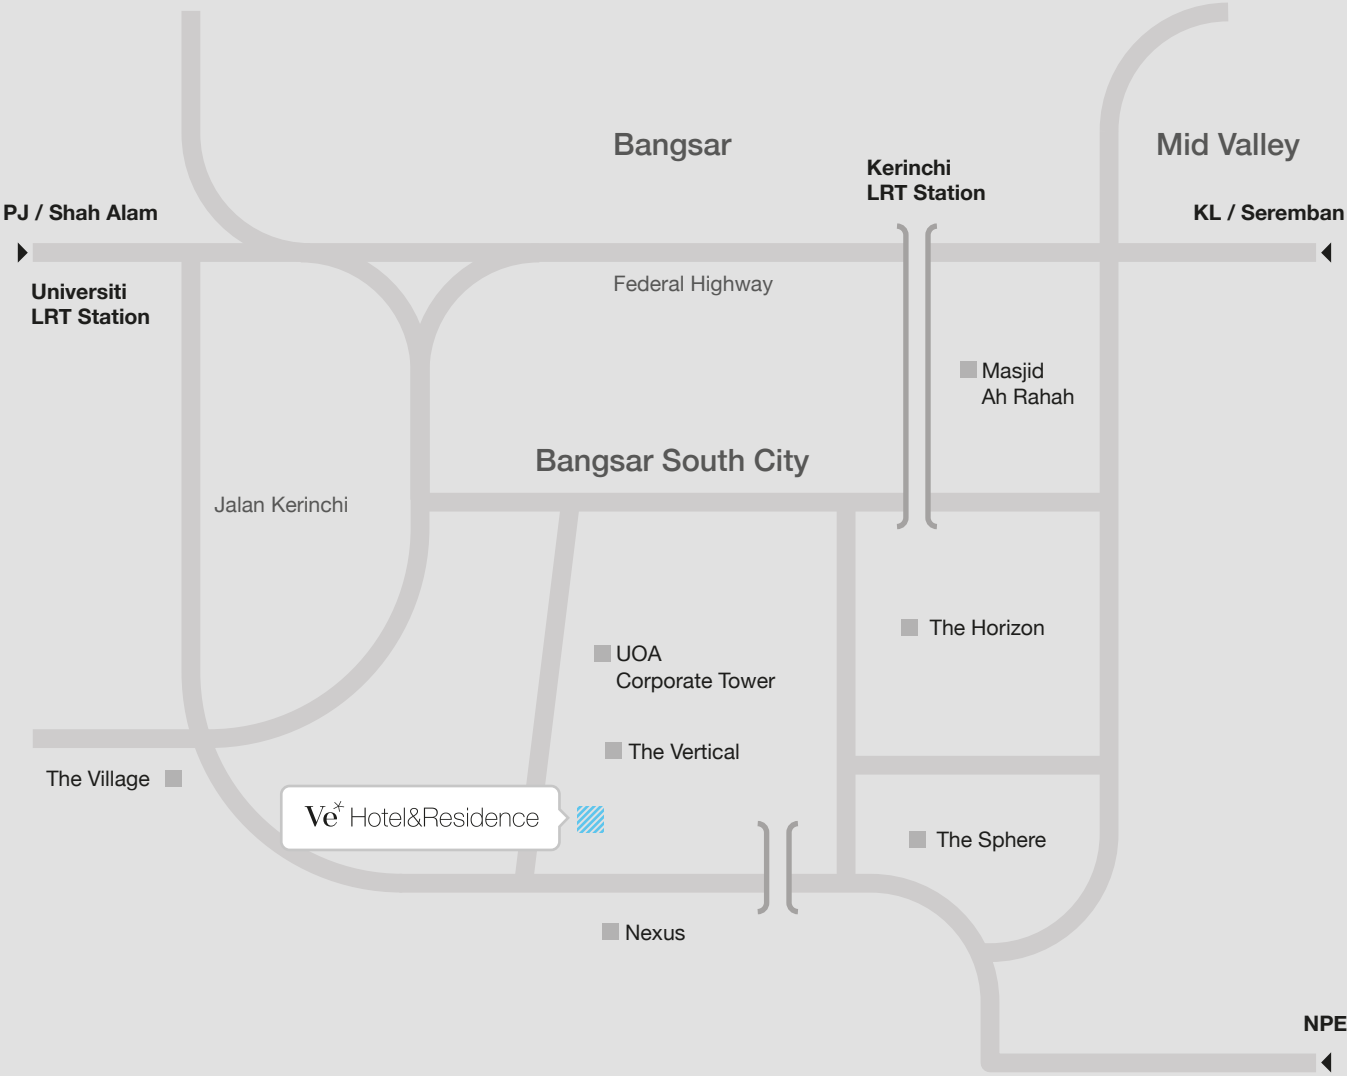 Bangsar
Mid Valley
Kerinchi
LRT Station
PJ / Shah Alam
KL / Seremban
Universiti
LRT Station
Federal Highway
Masjid
Ah Rahah
Bangsar South City
Jalan Kerinchi
The Horizon
UOA
Corporate Tower
The Vertical
The Village
Ve* Hotel&Residence
The Sphere
Nexus
NPE